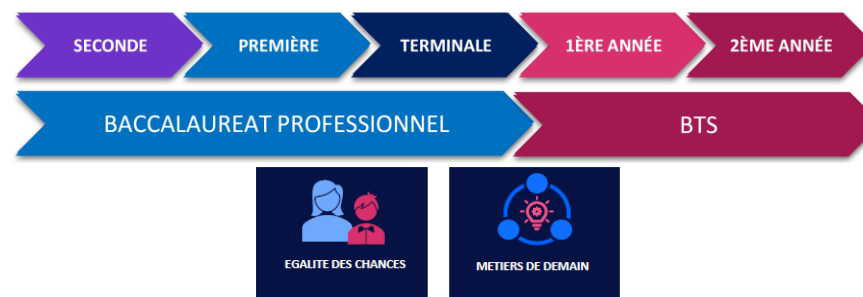 SECONDE PREMIÈRE TERMINALE 1ÈRE ANNÉE 2ÈME ANNÉE
BACCALAUREAT PROFESSIONNEL BTS
EGALITE DES CHANCES METIERS DE DEMAIN